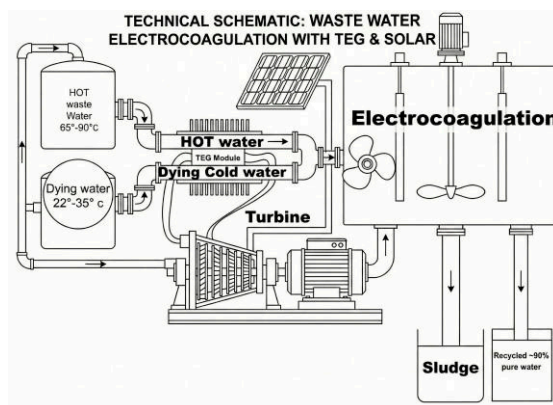 TECHNICAL SCHEMATIC: WASTE WATER
ELECTROCOAGULATION WITH TEG & SOLAR
HOT
waste
Water
65°-90°c
HOT water
TEG Module
Dying Cold water
Dying water
22°-35° c
Turbine
Electrocoagulation
Sludge
Recycled ~90%
pure water